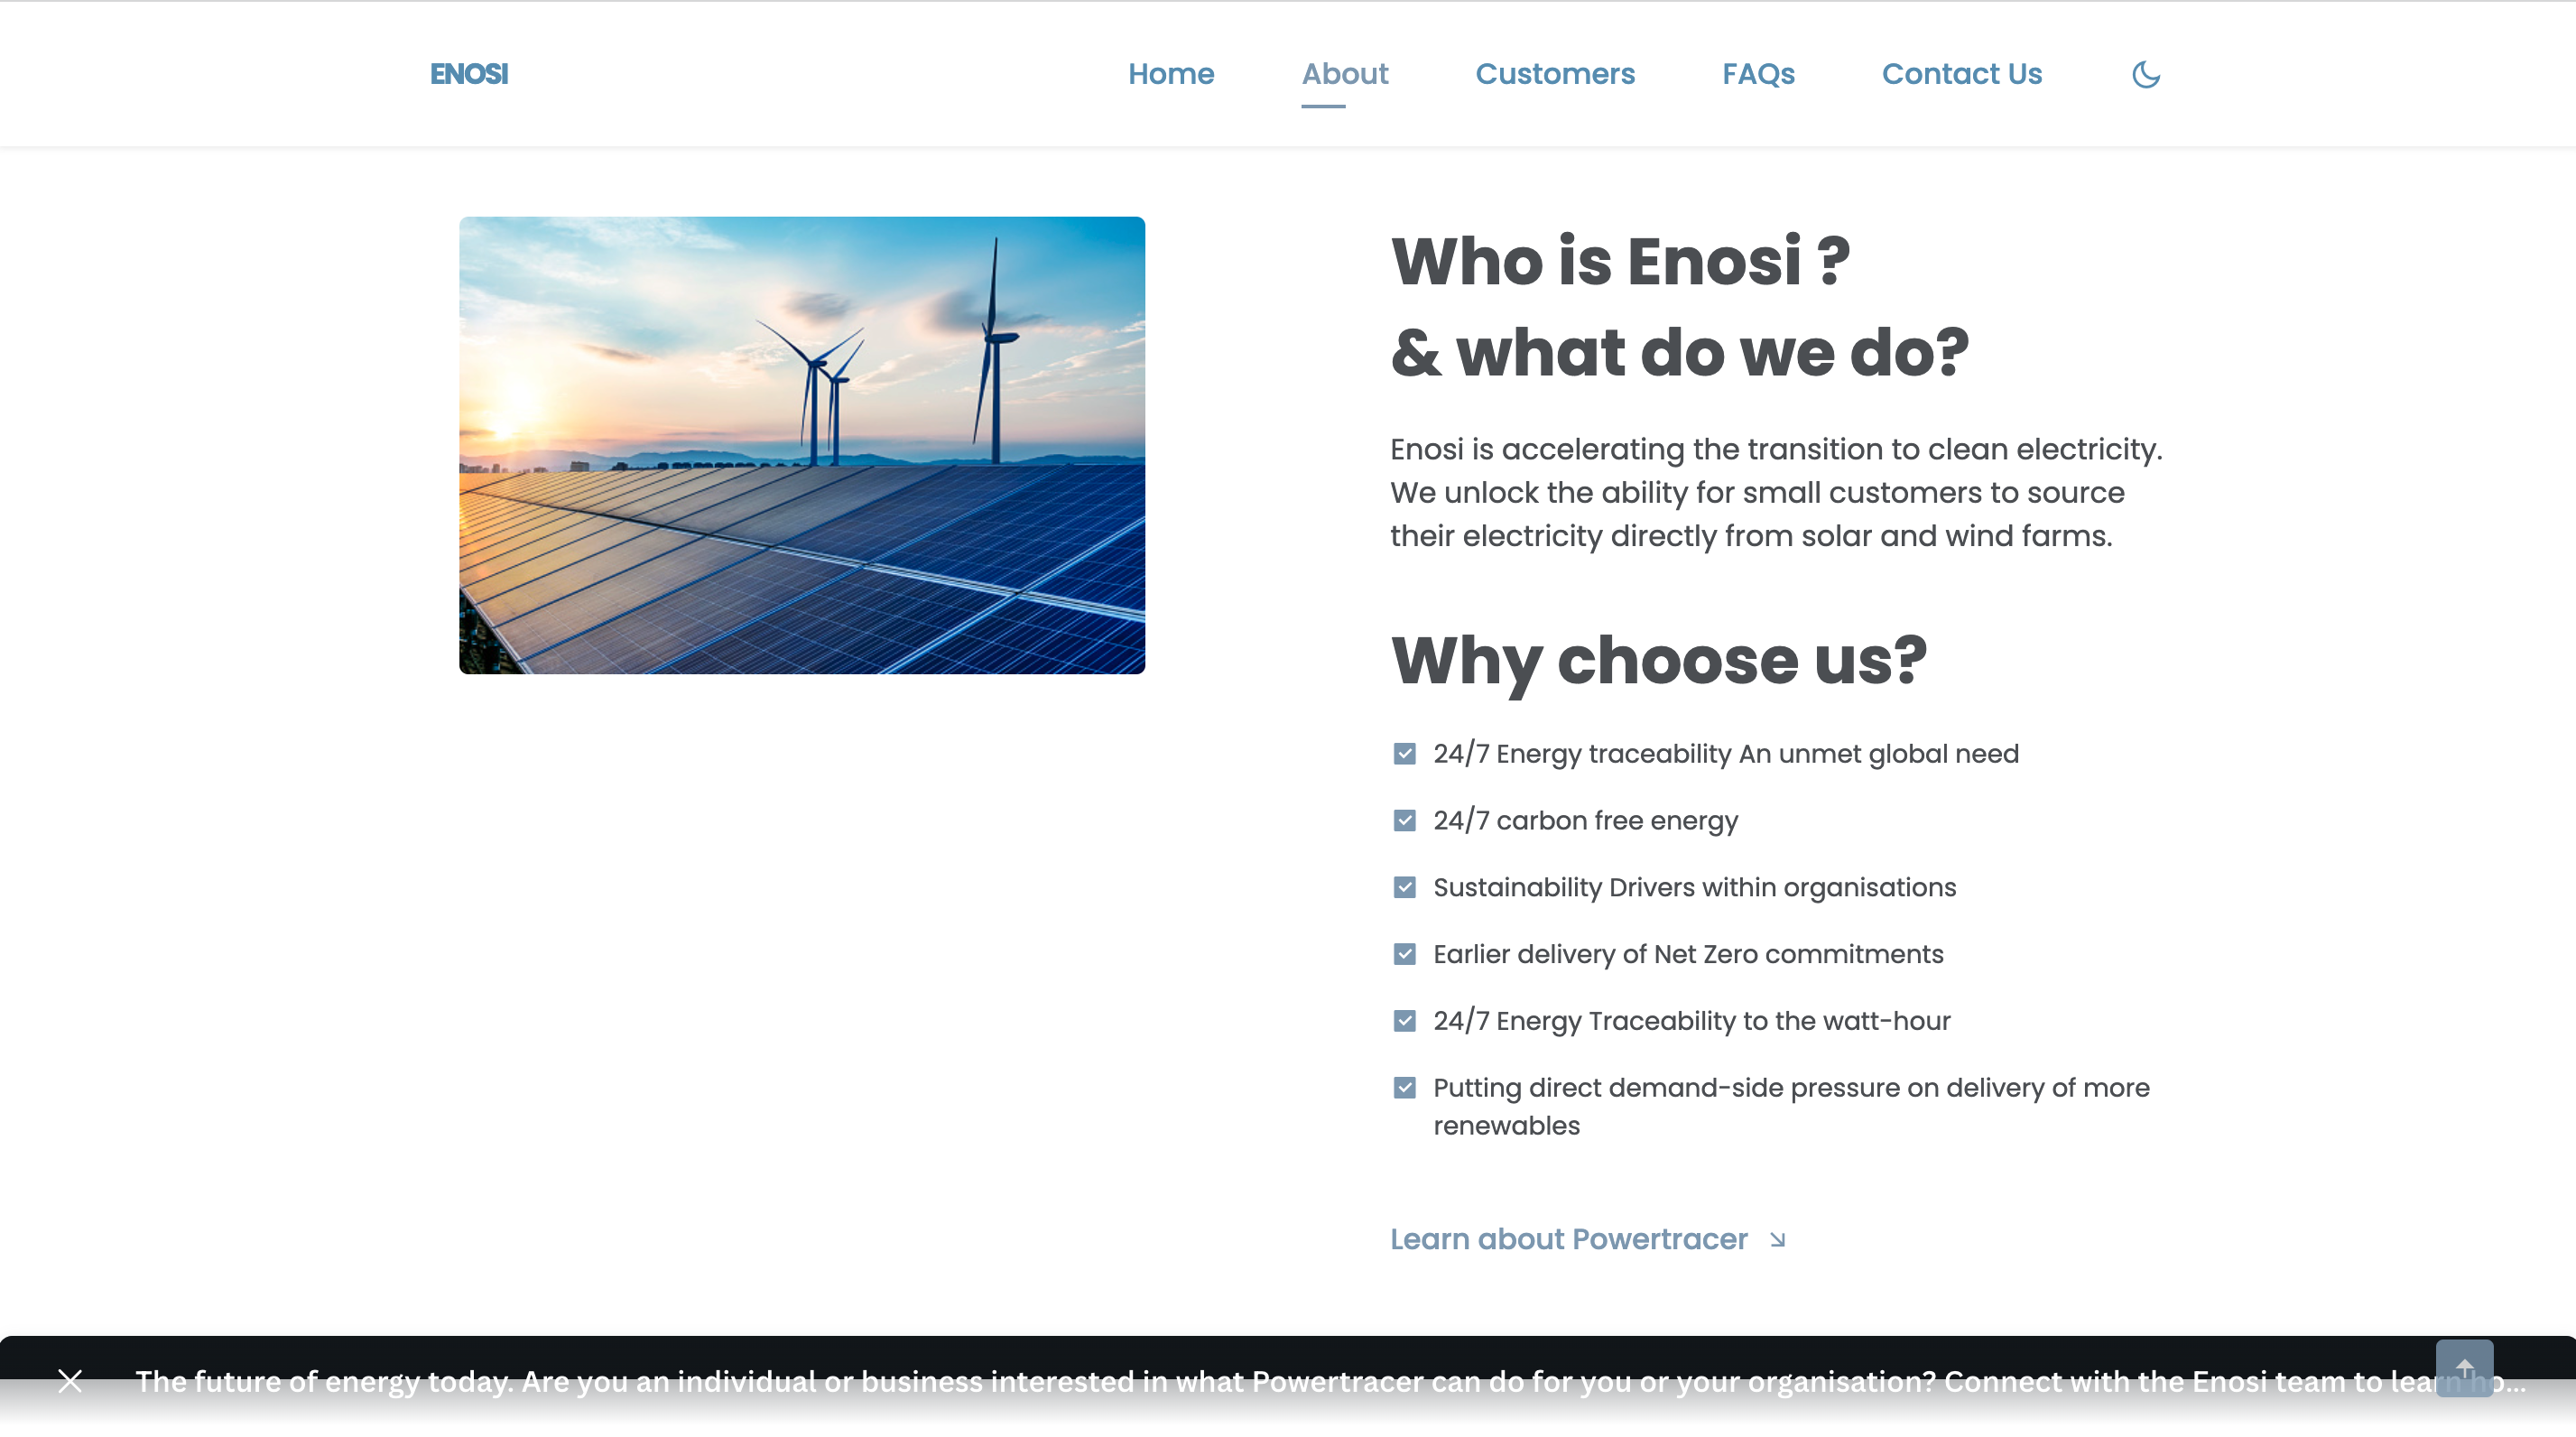 ENOSI
Home
About
Customers
FAQs
Contact Us
Who is Enosi ?
& what do we do?
Enosi is accelerating the transition to clean electricity.
We unlock the ability for small customers to source
their electricity directly from solar and wind farms.
Why choose us?
24/7 Energy traceability An unmet global need
24/7 carbon free energy
Sustainability Drivers within organisations
Earlier delivery of Net Zero commitments
24/7 Energy Traceability to the watt-hour
Putting direct demand-side pressure on delivery of more
renewables
Learn about Powertracer
The future of energy today. Are you an individual or business interested in what Powertracer can do for you or your organisation? Connect with the Enosi team to learn ho...